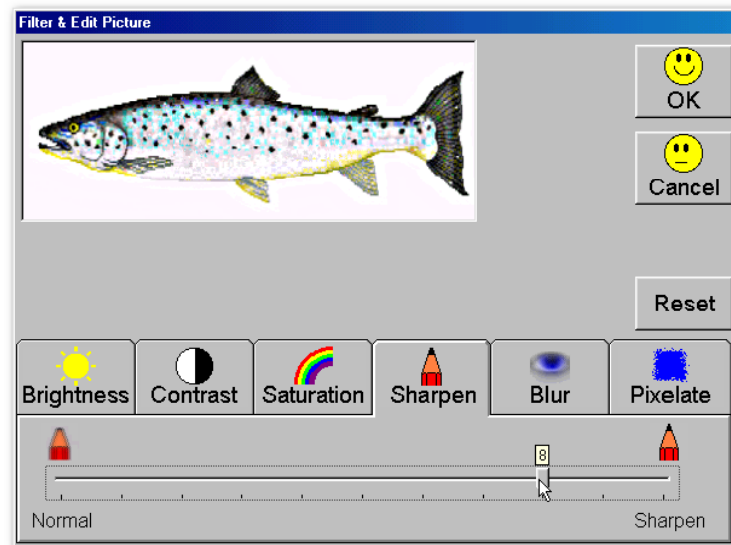 Filter & Edit Picture
OK
Cancel
Reset
Brightness
Contrast
Saturation
Sharpen
Blur
Pixelate
8
Normal
Sharpen